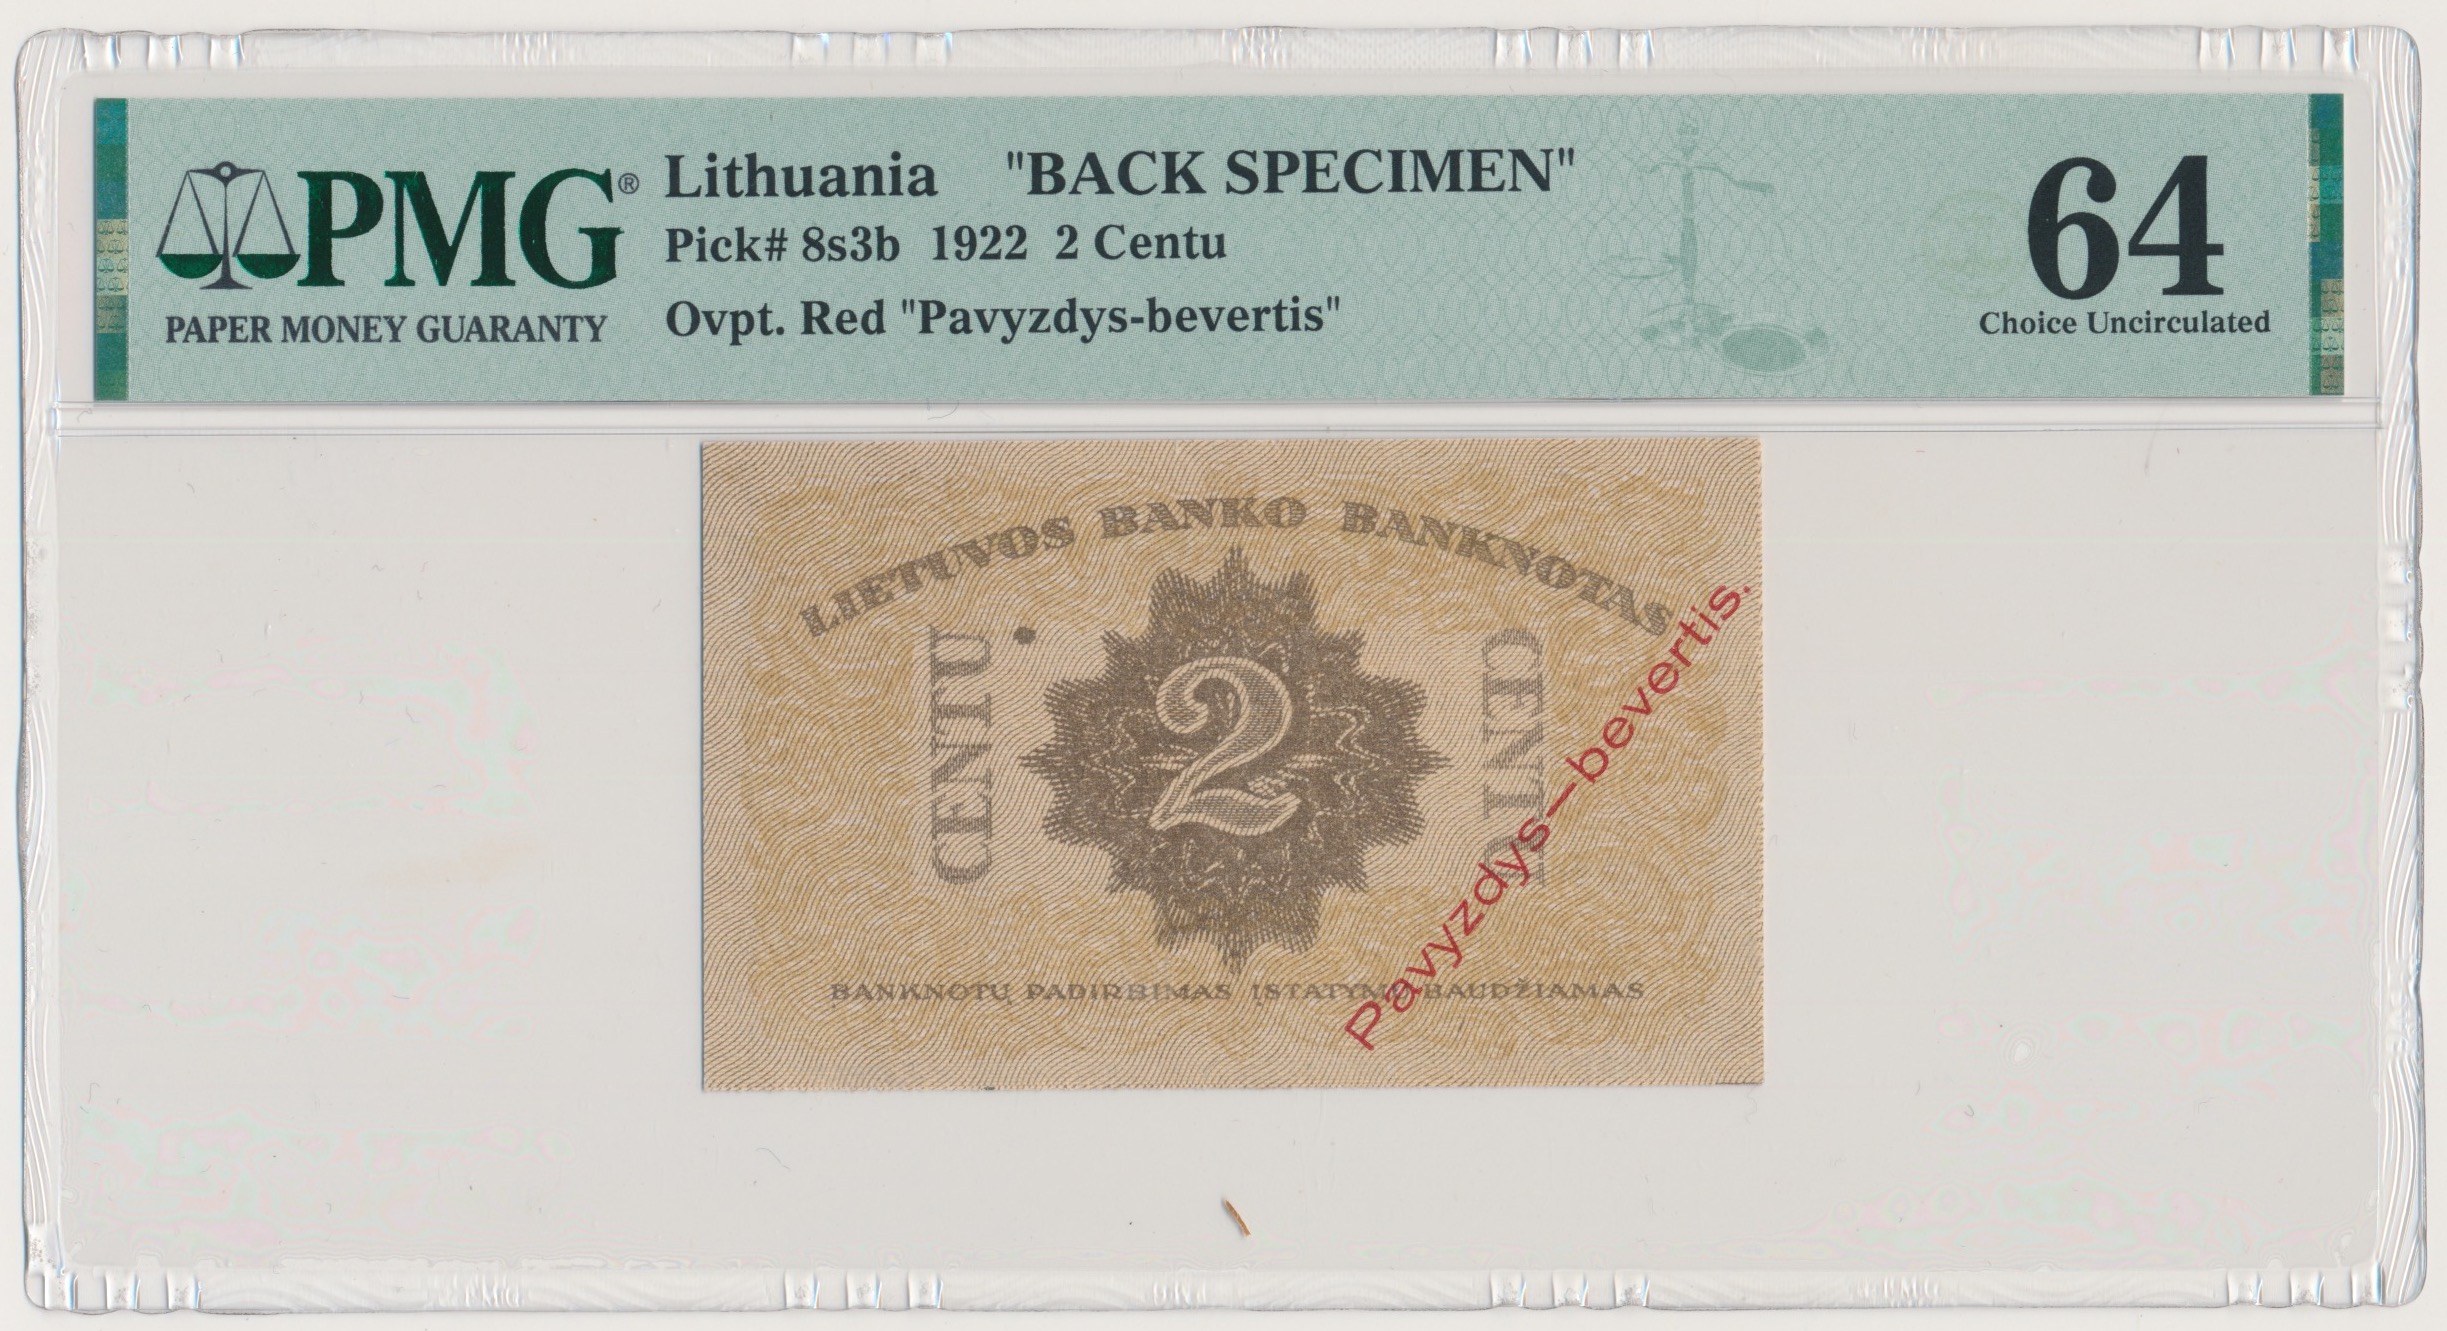 PMG®
PAPER MONEY GUARANTY
Lithuania "BACK SPECIMEN"
Pick# 8s3b 1922 2 Centu
Ovpt. Red "Pavyzdys-bevertis"
64
Choice Uncirculated
LIETUVOS BANKO BANKNOTAS
CENTU
2
CENTU
Pavyzdys—bevertis.
BANKNOTŲ PADIRBIMAS ĮSTATYMU BAUDŽIAMAS